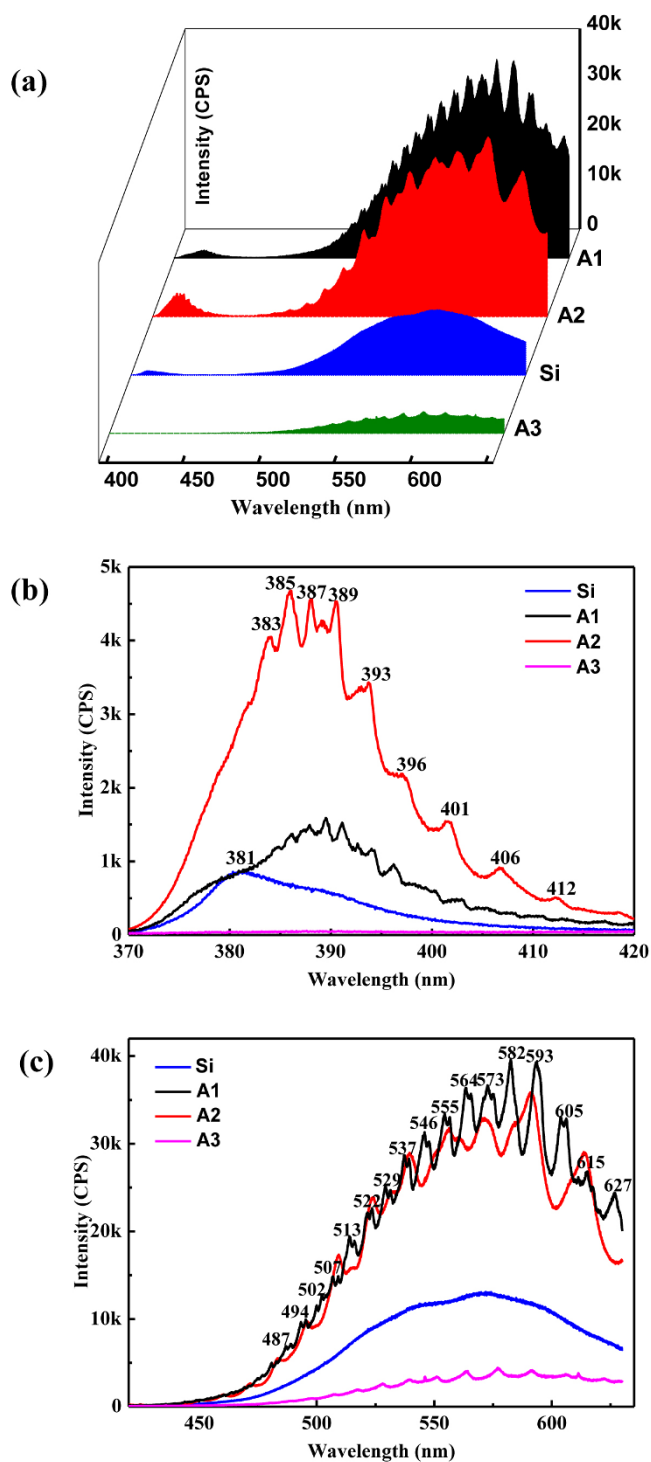 (a)
Intensity (CPS)
40k
30k
20k
10k
0
A1
A2
Si
A3
400 450 500 550 600
Wavelength (nm)
(b)
5k
4k
3k
2k
1k
0
Intensity (CPS)
385 387 389
383
393
396
401
406
412
381
Si
A1
A2
A3
370 380 390 400 410 420
Wavelength (nm)
(c)
40k
30k
20k
10k
0
Intensity (CPS)
Si
A1
A2
A3
582 593
564 573
555
546
537
529
522
513
507
502
494
487
605
615
627
450 500 550 600
Wavelength (nm)